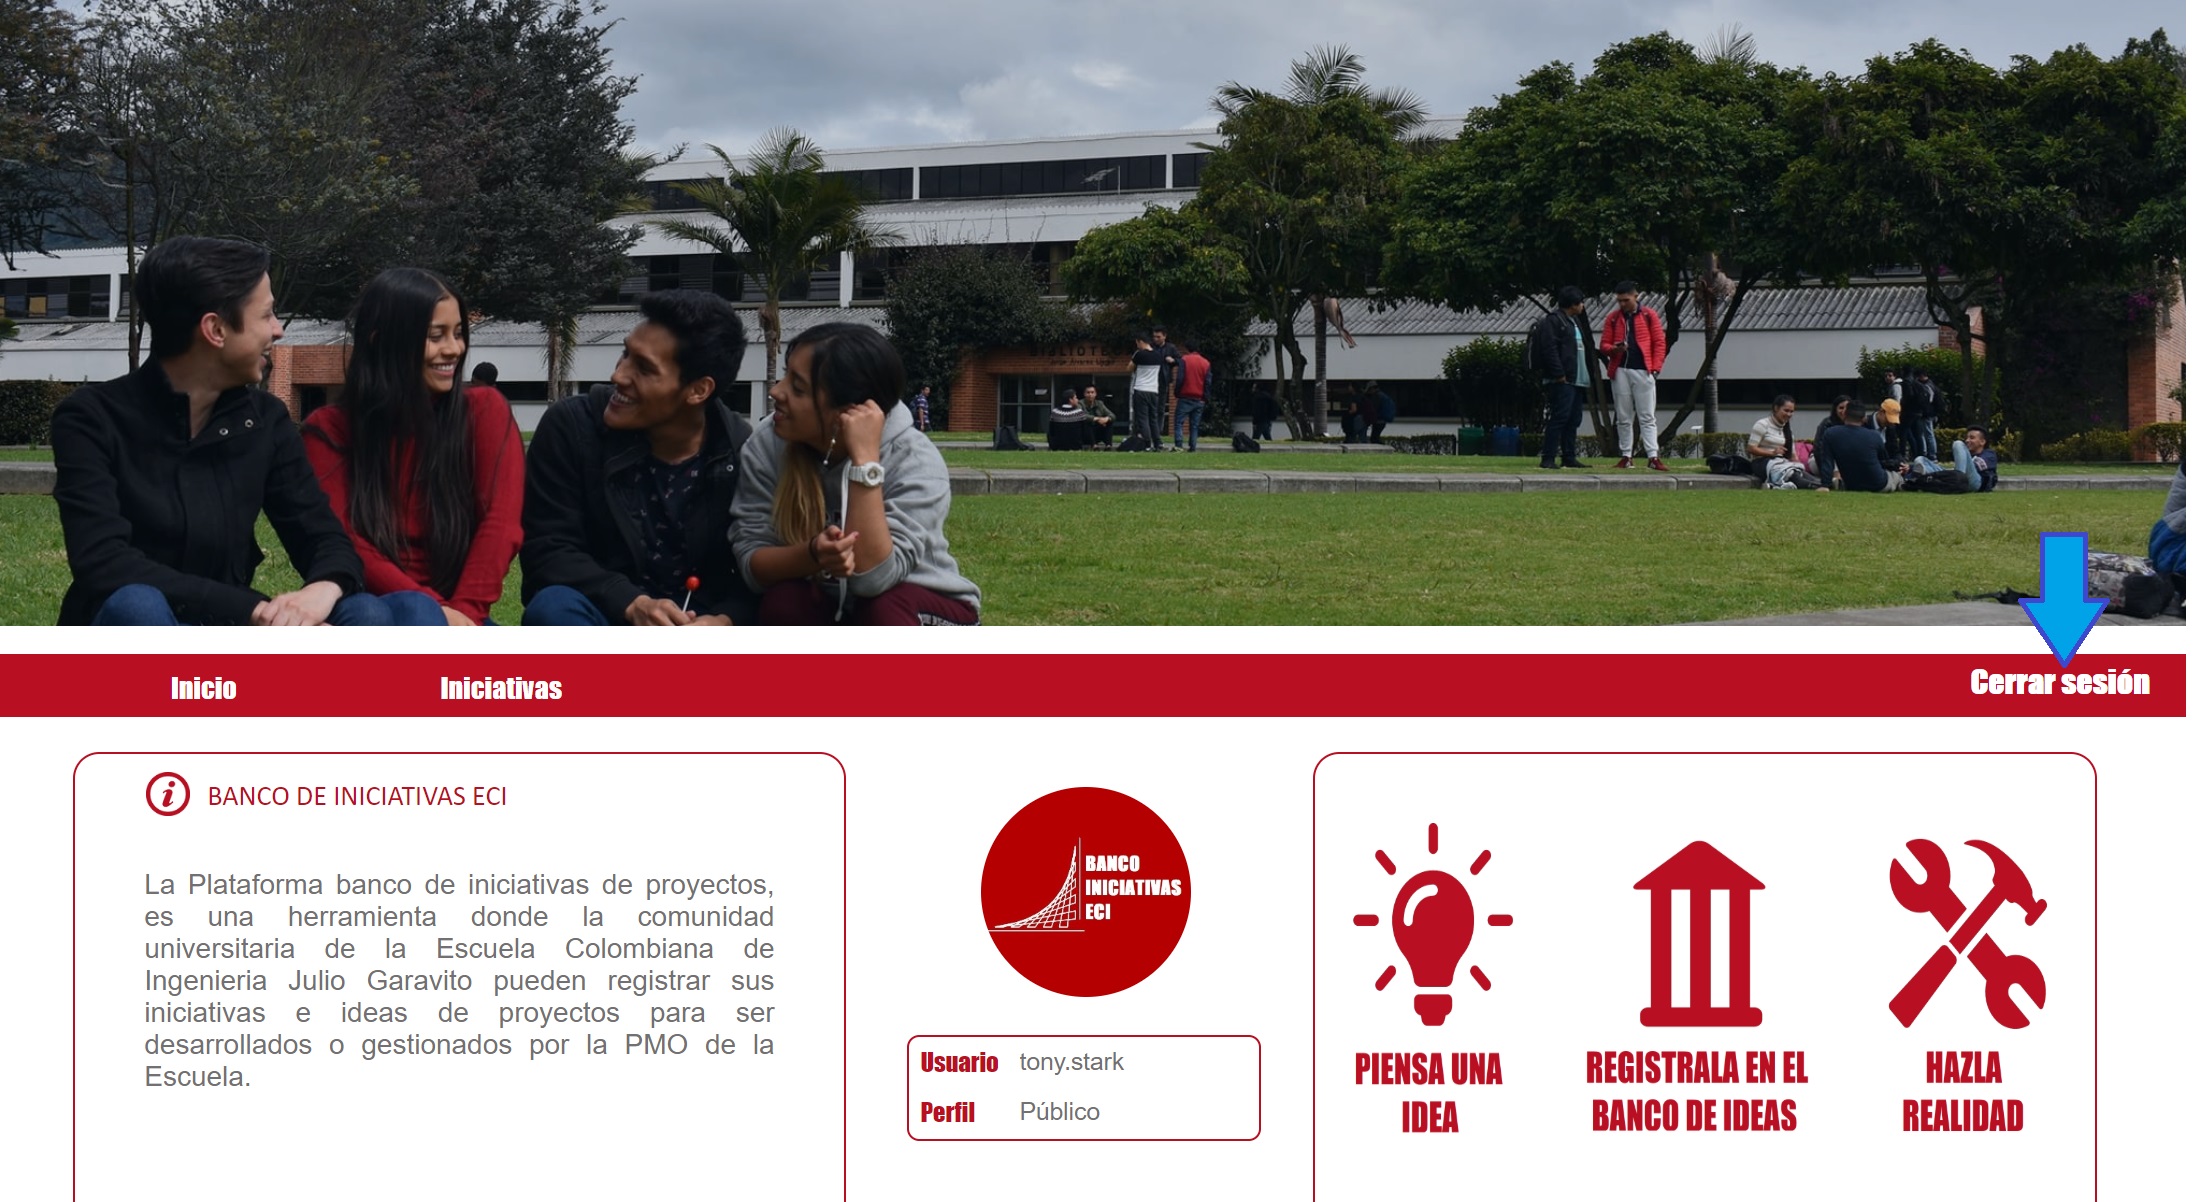 BIBLIOTECA
Inicio
Iniciativas
Cerrar sesión
BANCO DE INICIATIVAS ECI
La Plataforma banco de iniciativas de proyectos,
es una herramienta donde la comunidad
universitaria de la Escuela Colombiana de
Ingenieria Julio Garavito pueden registrar sus
iniciativas e ideas de proyectos para ser
desarrollados o gestionados por la PMO de la
Escuela.
BANCO
INICIATIVAS
ECI
Usuario tony.stark
Perfil Público
PIENSA UNA
IDEA
REGISTRALA EN EL
BANCO DE IDEAS
HAZLA
REALIDAD